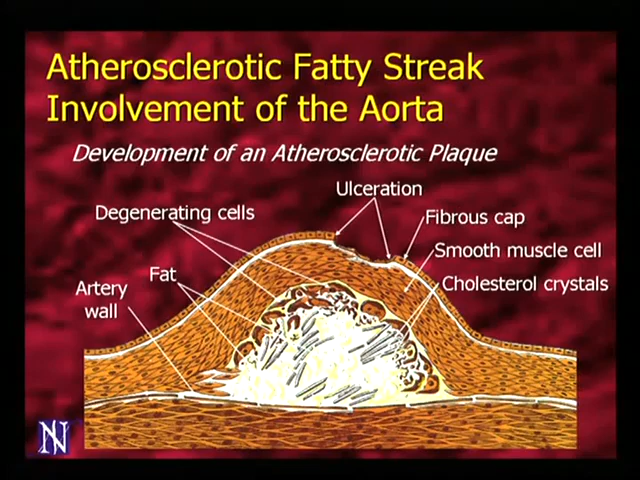 Atherosclerotic Fatty Streak
Involvement of the Aorta
Development of an Atherosclerotic Plaque
Ulceration
Degenerating cells
Fibrous cap
Smooth muscle cell
Fat
Cholesterol crystals
Artery
wall
N